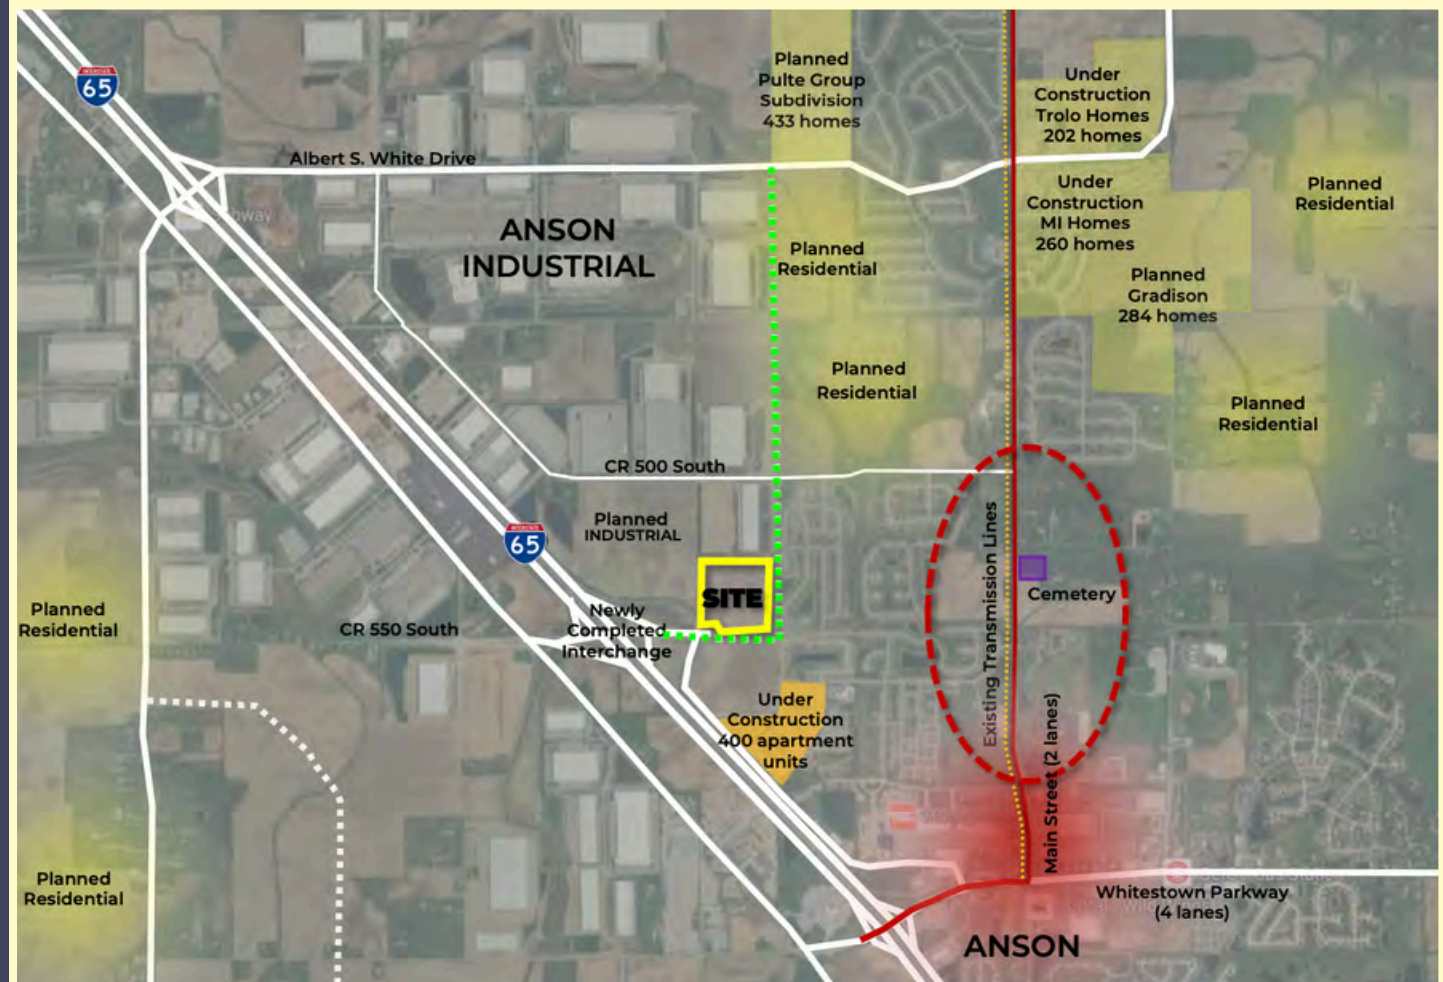 INTERSTATE
65
Planned
Pulte Group
Subdivision
433 homes
Under
Construction
Trolo Homes
202 homes
Albert S. White Drive
ANSON
INDUSTRIAL
Planned
Residential
Under
Construction
MI Homes
260 homes
Planned
Residential
Planned
Gradison
284 homes
Planned
Residential
Planned
Residential
CR 500 South
Planned
INDUSTRIAL
INTERSTATE
65
SITE
Existing Transmission Lines
Cemetery
Planned
Residential
CR 550 South
Newly
Completed
Interchange
Under
Construction
400 apartment
units
Main Street (2 lanes)
Planned
Residential
Whitestown Parkway
(4 lanes)
ANSON